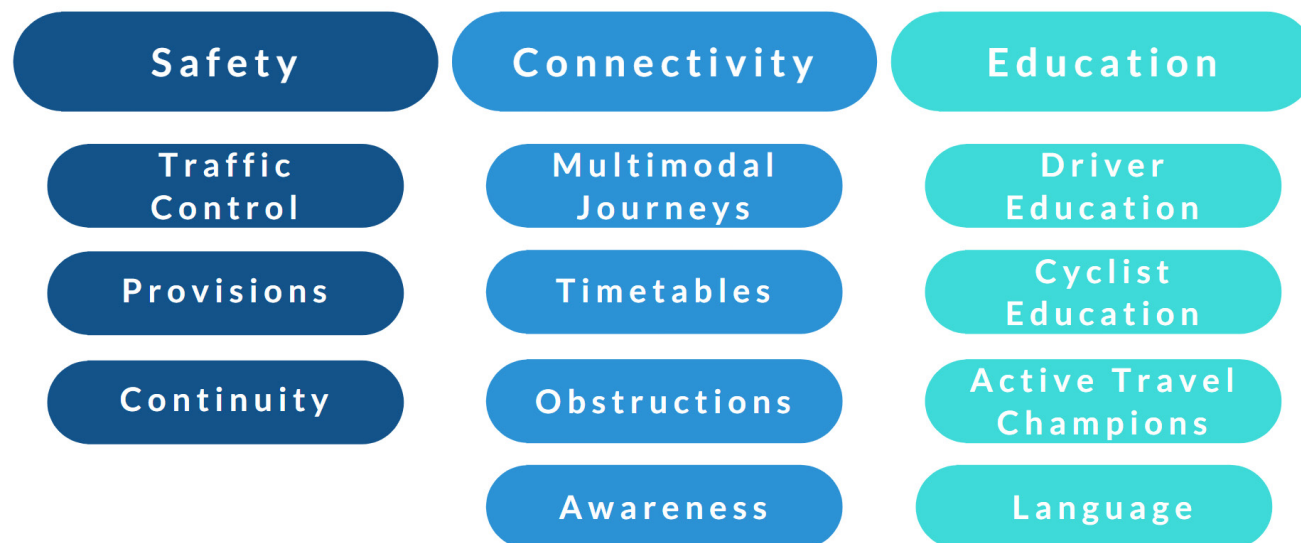 Safety
Traffic
Control
Provisions
Continuity
Connectivity
Multimodal
Journeys
Timetables
Obstructions
Awareness
Education
Driver
Education
Cyclist
Education
Active Travel
Champions
Language